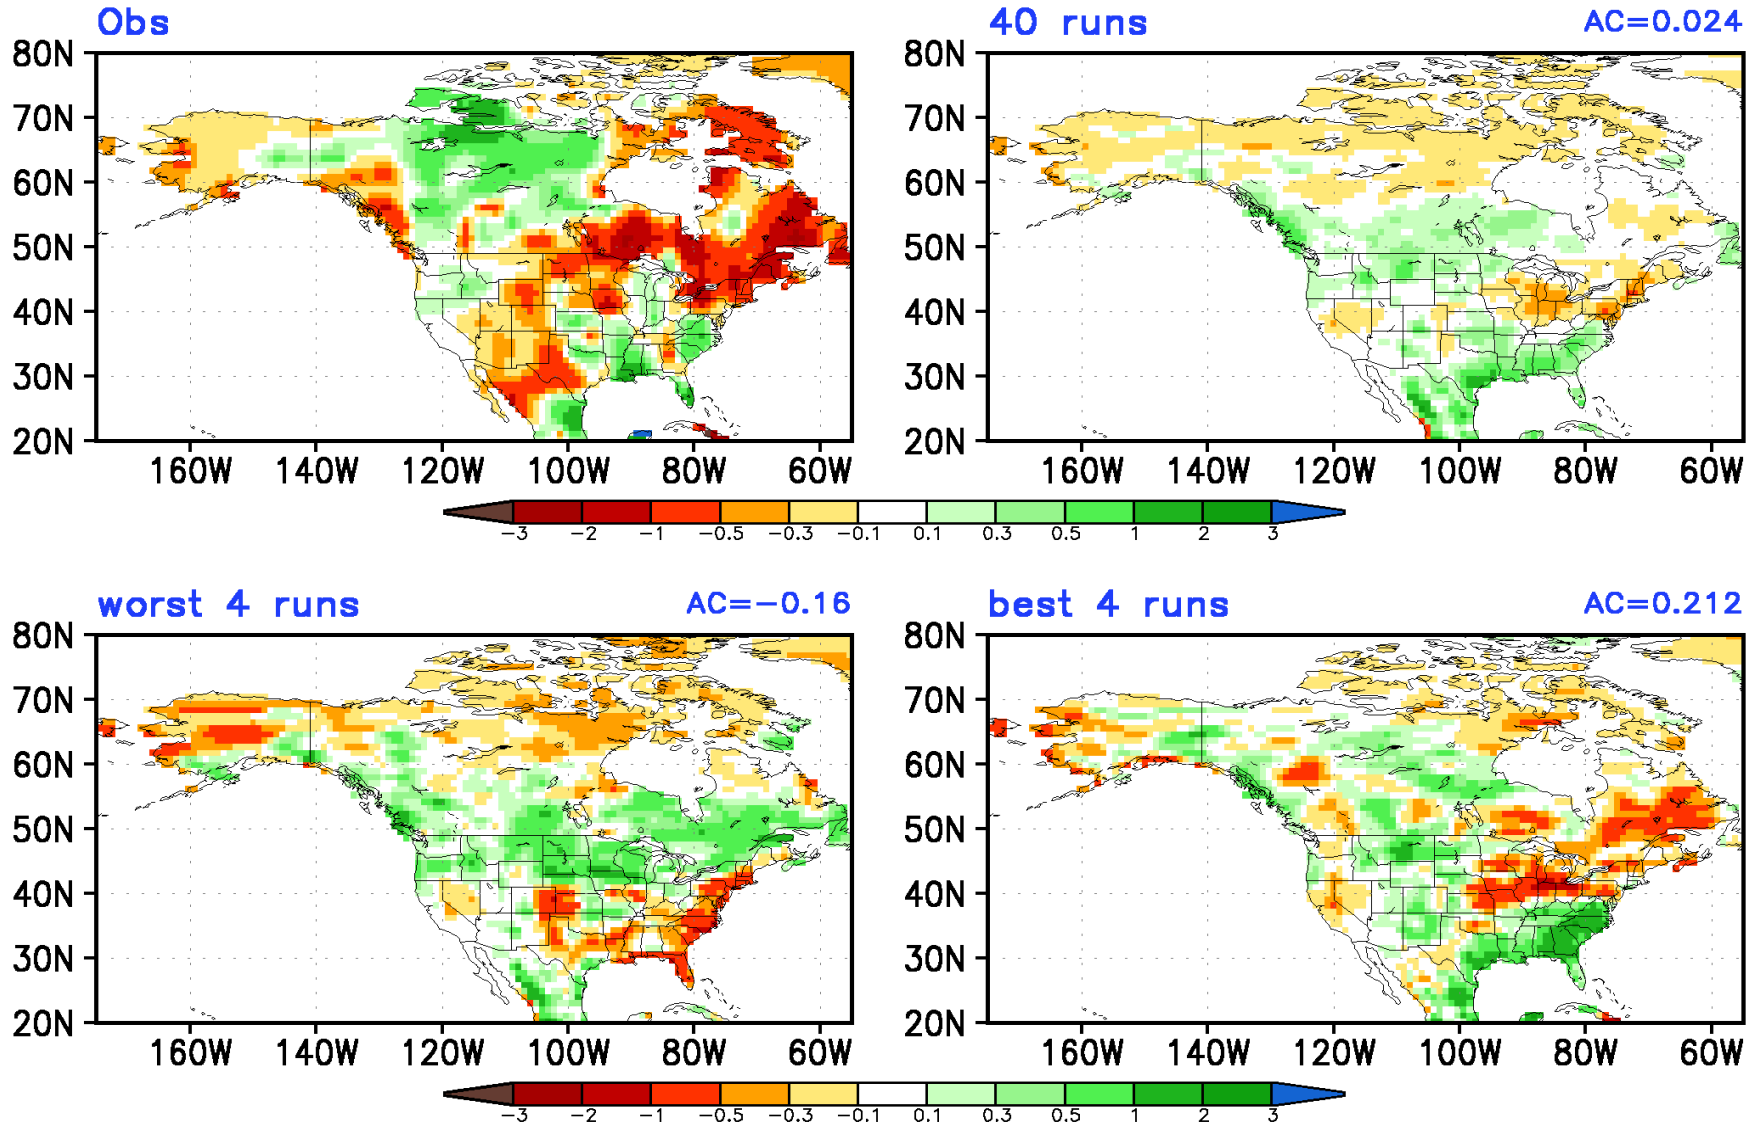 Obs
80N
70N
60N
50N
40N
30N
20N
160W 140W 120W 100W 80W 60W
40 runs AC=0.024
80N
70N
60N
50N
40N
30N
20N
160W 140W 120W 100W 80W 60W
-3 -2 -1 -0.5 -0.3 -0.1 0.1 0.3 0.5 1 2 3
worst 4 runs AC=-0.16
80N
70N
60N
50N
40N
30N
20N
160W 140W 120W 100W 80W 60W
best 4 runs AC=0.212
80N
70N
60N
50N
40N
30N
20N
160W 140W 120W 100W 80W 60W
-3 -2 -1 -0.5 -0.3 -0.1 0.1 0.3 0.5 1 2 3